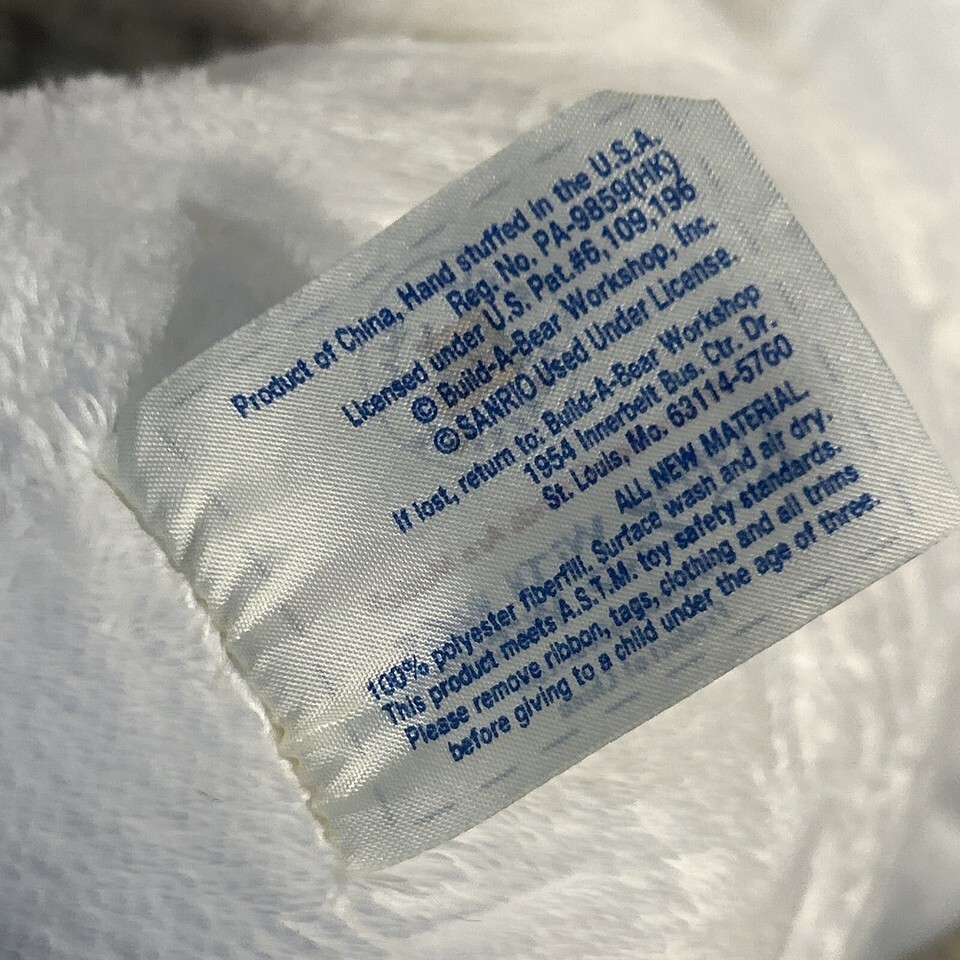 Product of China, Hand stuffed in the U.S.A.
Reg. No. PA-9859(HK)
Licensed under U.S. Pat.#6,109,196
© Build-A-Bear Workshop, Inc.
©SANRIO Used Under License.
If lost, return to: Build-A-Bear Workshop
1954 Innerbelt Bus. Ctr. Dr.
St. Louis, Mo. 63114-5760
ALL NEW MATERIAL
100% polyester fiberfill. Surface wash and air dry.
This product meets A.S.T.M. toy safety standards.
Please remove ribbon, tags, clothing and all trims
before giving to a child under the age of three.